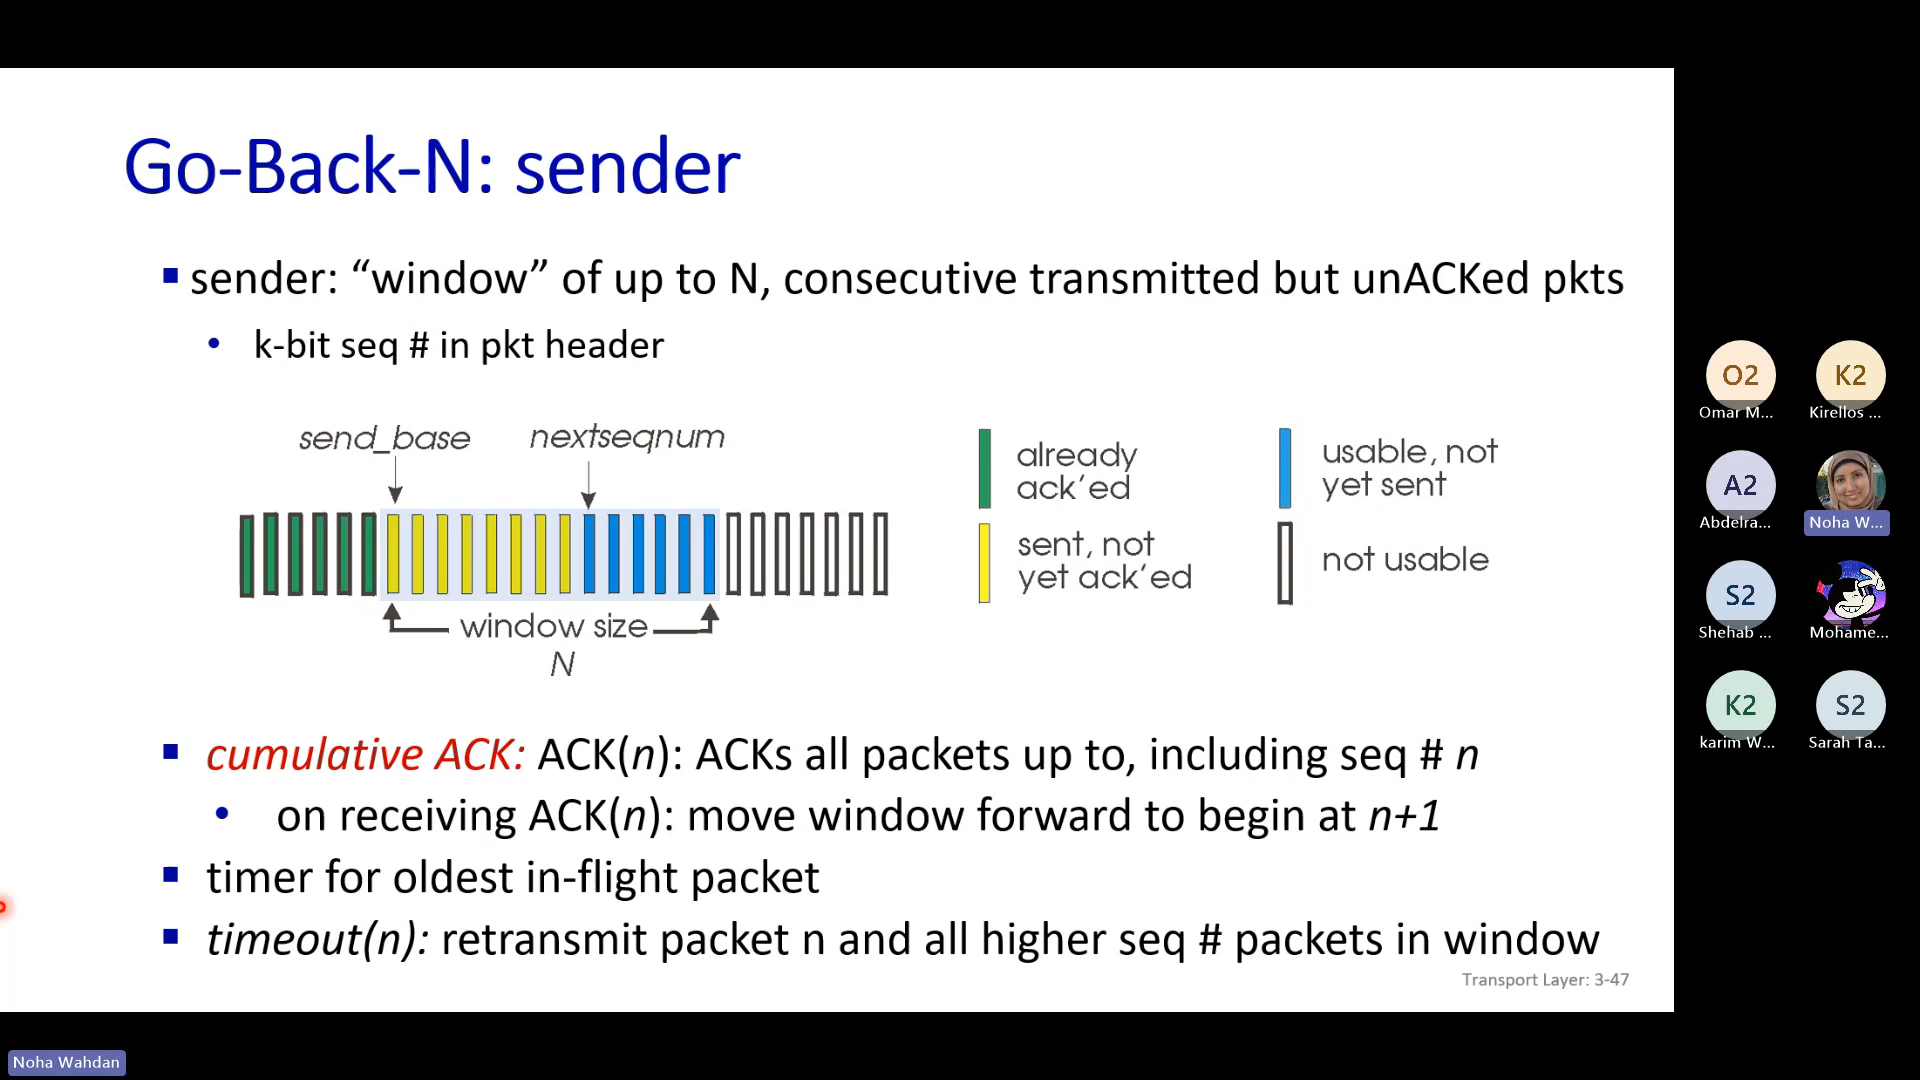 Go-Back-N: sender
▪ sender: “window” of up to N, consecutive transmitted but unACKed pkts
• k-bit seq # in pkt header
send_base
nextseqnum
already
ack’ed
usable, not
yet sent
sent, not
yet ack’ed
not usable
window size
N
▪ cumulative ACK: ACK(n): ACKs all packets up to, including seq # n
• on receiving ACK(n): move window forward to begin at n+1
▪ timer for oldest in-flight packet
▪ timeout(n): retransmit packet n and all higher seq # packets in window
Transport Layer: 3-47
O2
K2
Omar M...
Kirellos ...
A2
Abdelra...
Noha W...
S2
Shehab ...
Mohame...
K2
S2
karim W...
Sarah Ta...
Noha Wahdan